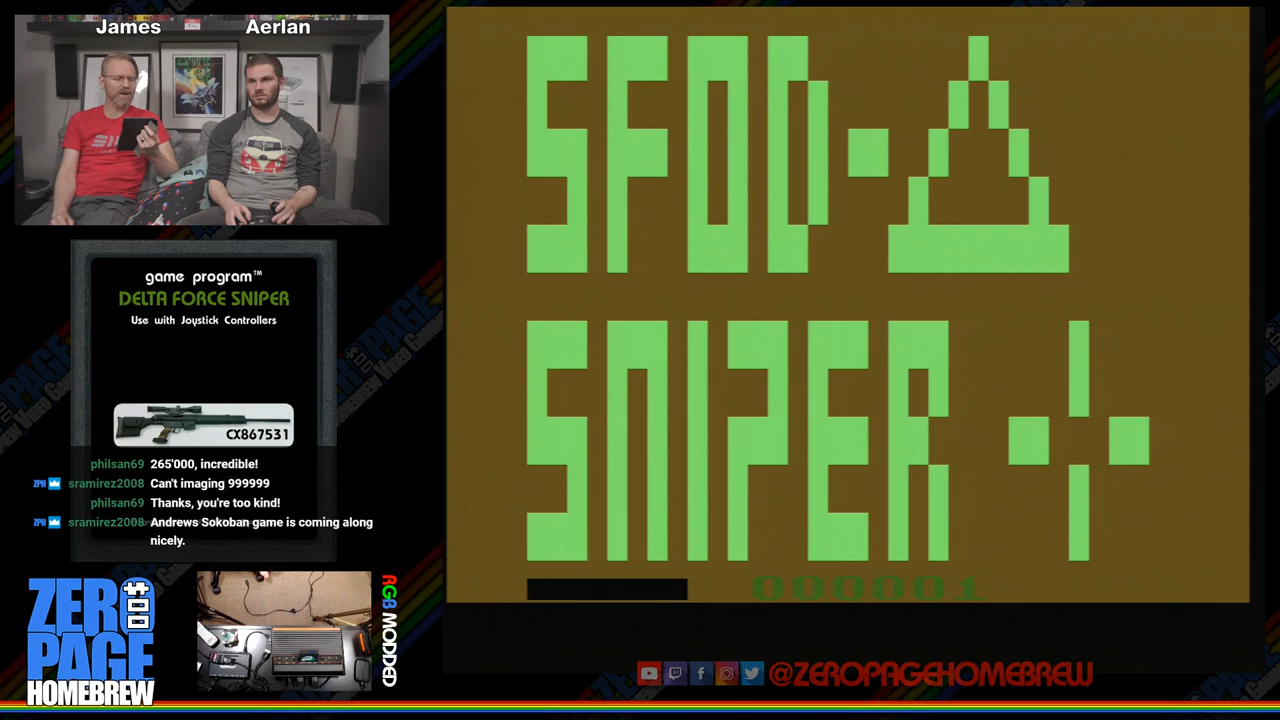 James
Aerlan
game program™
DELTA FORCE SNIPER
Use with Joystick Controllers
CX867531
philsan69 265'000, incredible!
ZPH sramirez2008 Can't imaging 999999
philsan69 Thanks, you're too kind!
ZPH sramirez2008 Andrews Sokoban game is coming along
nicely.
ZERO
PAGE
HOMEBREW
RGB MODDED
SFOD-
SNIPER
000001
@ZEROPAGEHOMEBREW